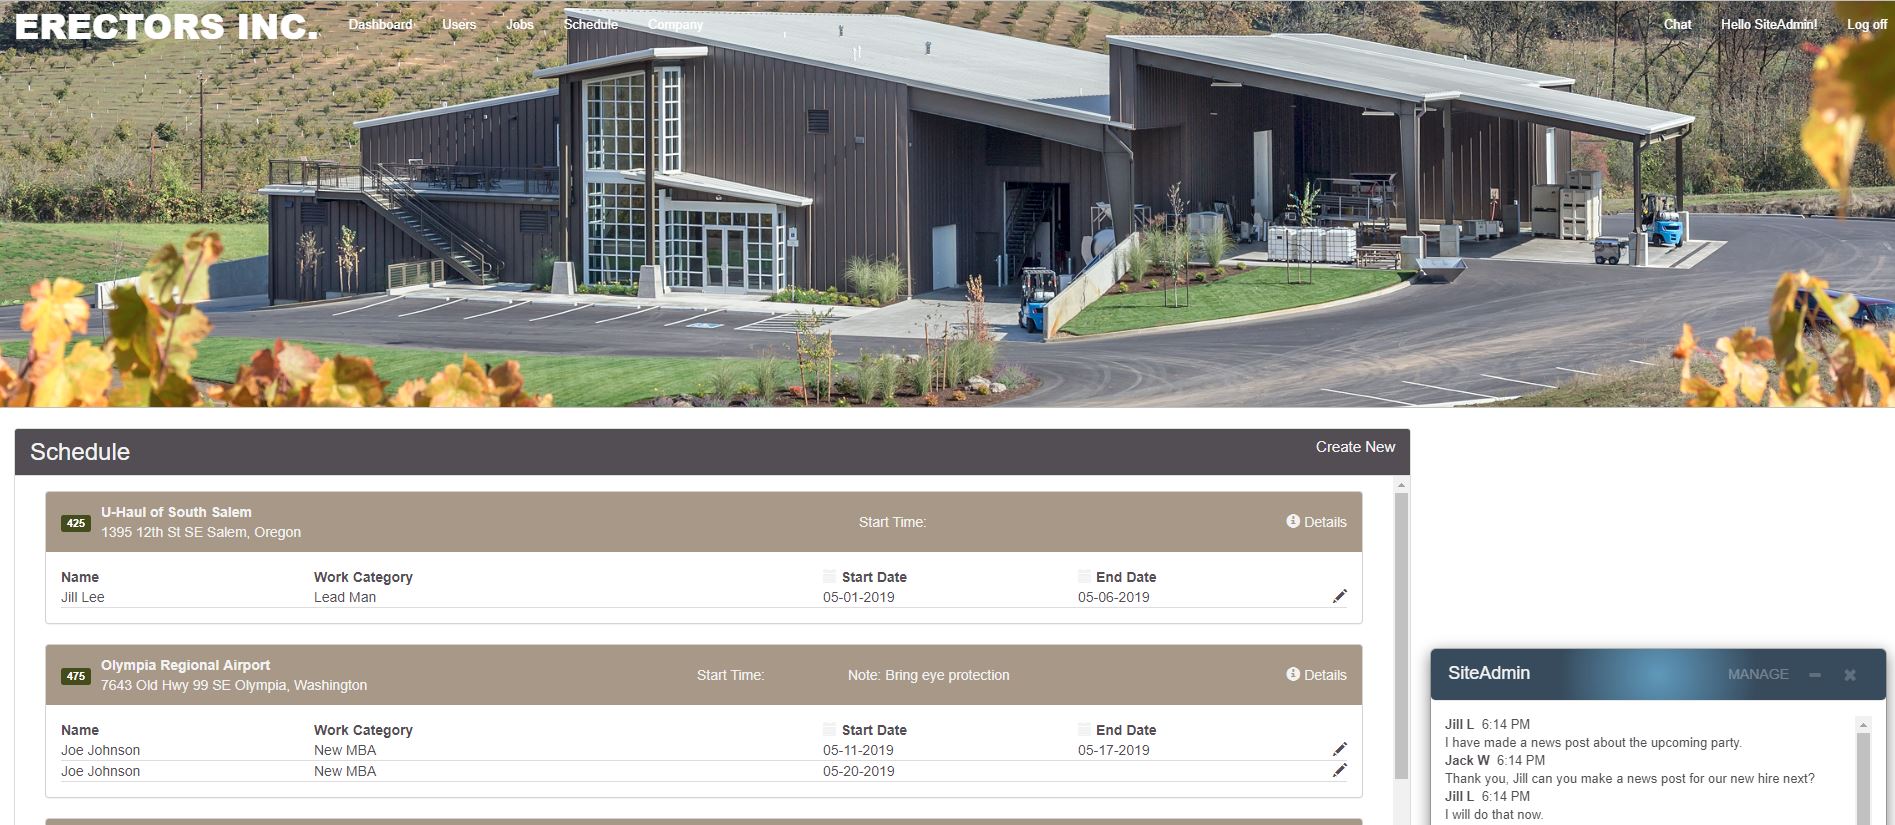 ERECTORS INC. Dashboard Users Jobs Schedule Company Chat Hello SiteAdmin! Log off
Schedule Create New
425 U-Haul of South Salem
1395 12th St SE Salem, Oregon
Start Time: Details
Name Work Category Start Date End Date
Jill Lee Lead Man 05-01-2019 05-06-2019
475 Olympia Regional Airport
7643 Old Hwy 99 SE Olympia, Washington
Start Time: Note: Bring eye protection Details
Name Work Category Start Date End Date
Joe Johnson New MBA 05-11-2019 05-17-2019
Joe Johnson New MBA 05-20-2019
SiteAdmin MANAGE
Jill L 6:14 PM
I have made a news post about the upcoming party.
Jack W 6:14 PM
Thank you, Jill can you make a news post for our new hire next?
Jill L 6:14 PM
I will do that now.